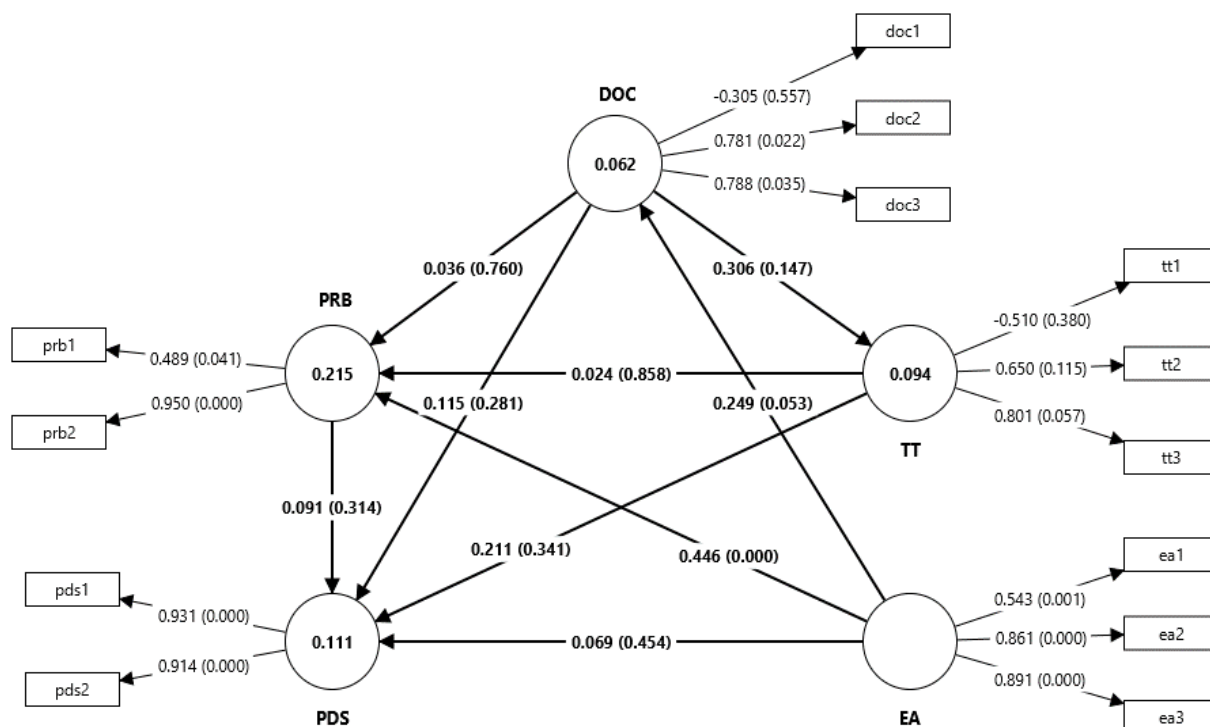 doc1
DOC
-0.305 (0.557)
doc2
0.781 (0.022)
0.062
0.788 (0.035)
doc3
0.036 (0.760)
0.306 (0.147)
tt1
PRB
-0.510 (0.380)
prb1
0.489 (0.041)
0.215
0.024 (0.858)
0.094
0.650 (0.115)
tt2
0.950 (0.000)
prb2
0.115 (0.281)
0.249 (0.053)
0.801 (0.057)
TT
tt3
0.091 (0.314)
0.211 (0.341)
0.446 (0.000)
ea1
pds1
0.543 (0.001)
0.931 (0.000)
0.111
0.069 (0.454)
0.861 (0.000)
ea2
0.914 (0.000)
pds2
0.891 (0.000)
PDS
EA
ea3